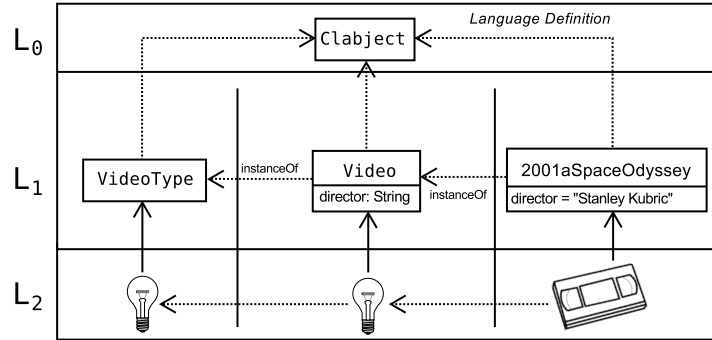 Language Definition
L0
Clabject
L1
VideoType
instanceOf
Video
director: String
instanceOf
2001aSpaceOdyssey
director = "Stanley Kubric"
L2